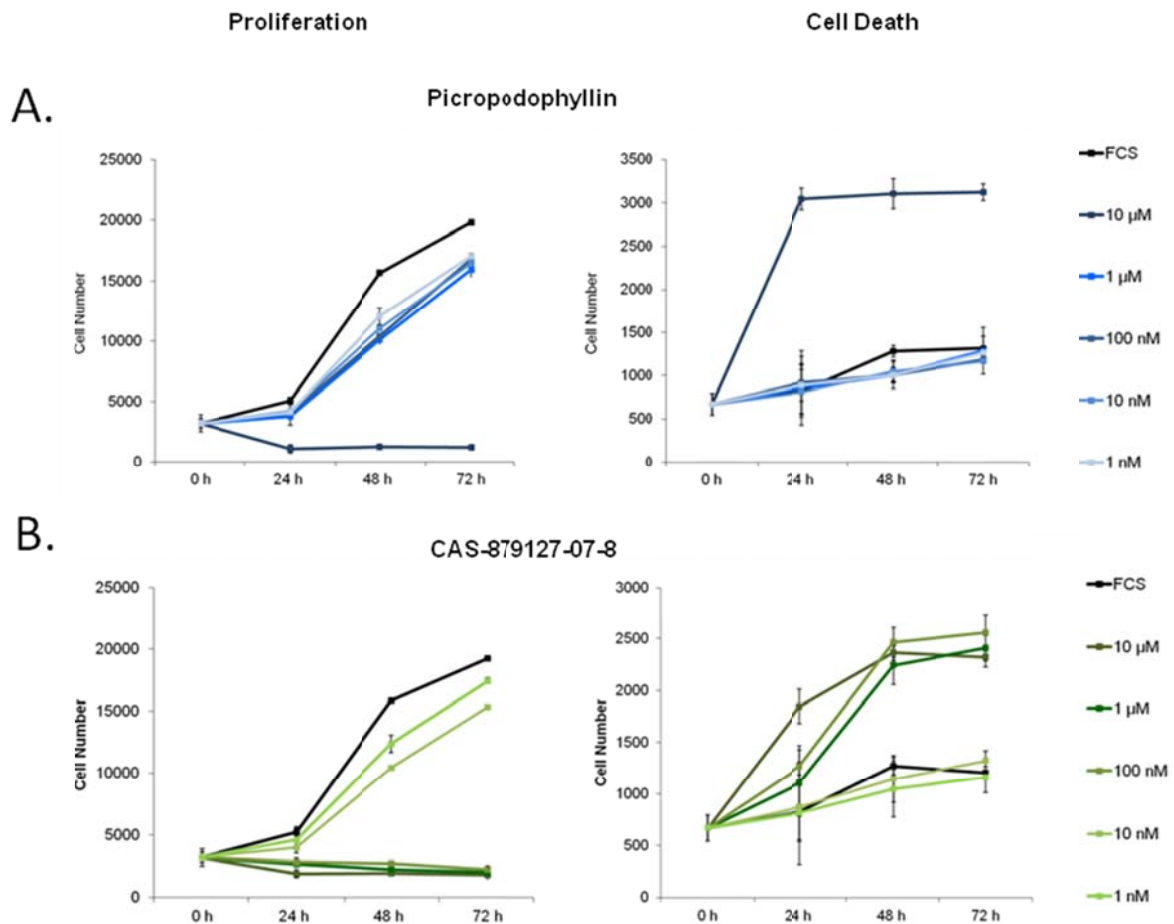 Proliferation Cell Death
A.
Picropodophyllin
25000
20000
15000
10000
5000
0
Cell Number
0 h 24 h 48 h 72 h
3500
3000
2500
2000
1500
1000
500
0
Cell Number
0 h 24 h 48 h 72 h
FCS
10 µM
1 µM
100 nM
10 nM
1 nM
B.
CAS-879127-07-8
25000
20000
15000
10000
5000
0
Cell Number
0 h 24 h 48 h 72 h
3000
2500
2000
1500
1000
500
0
Cell Number
0 h 24 h 48 h 72 h
FCS
10 µM
1 µM
100 nM
10 nM
1 nM